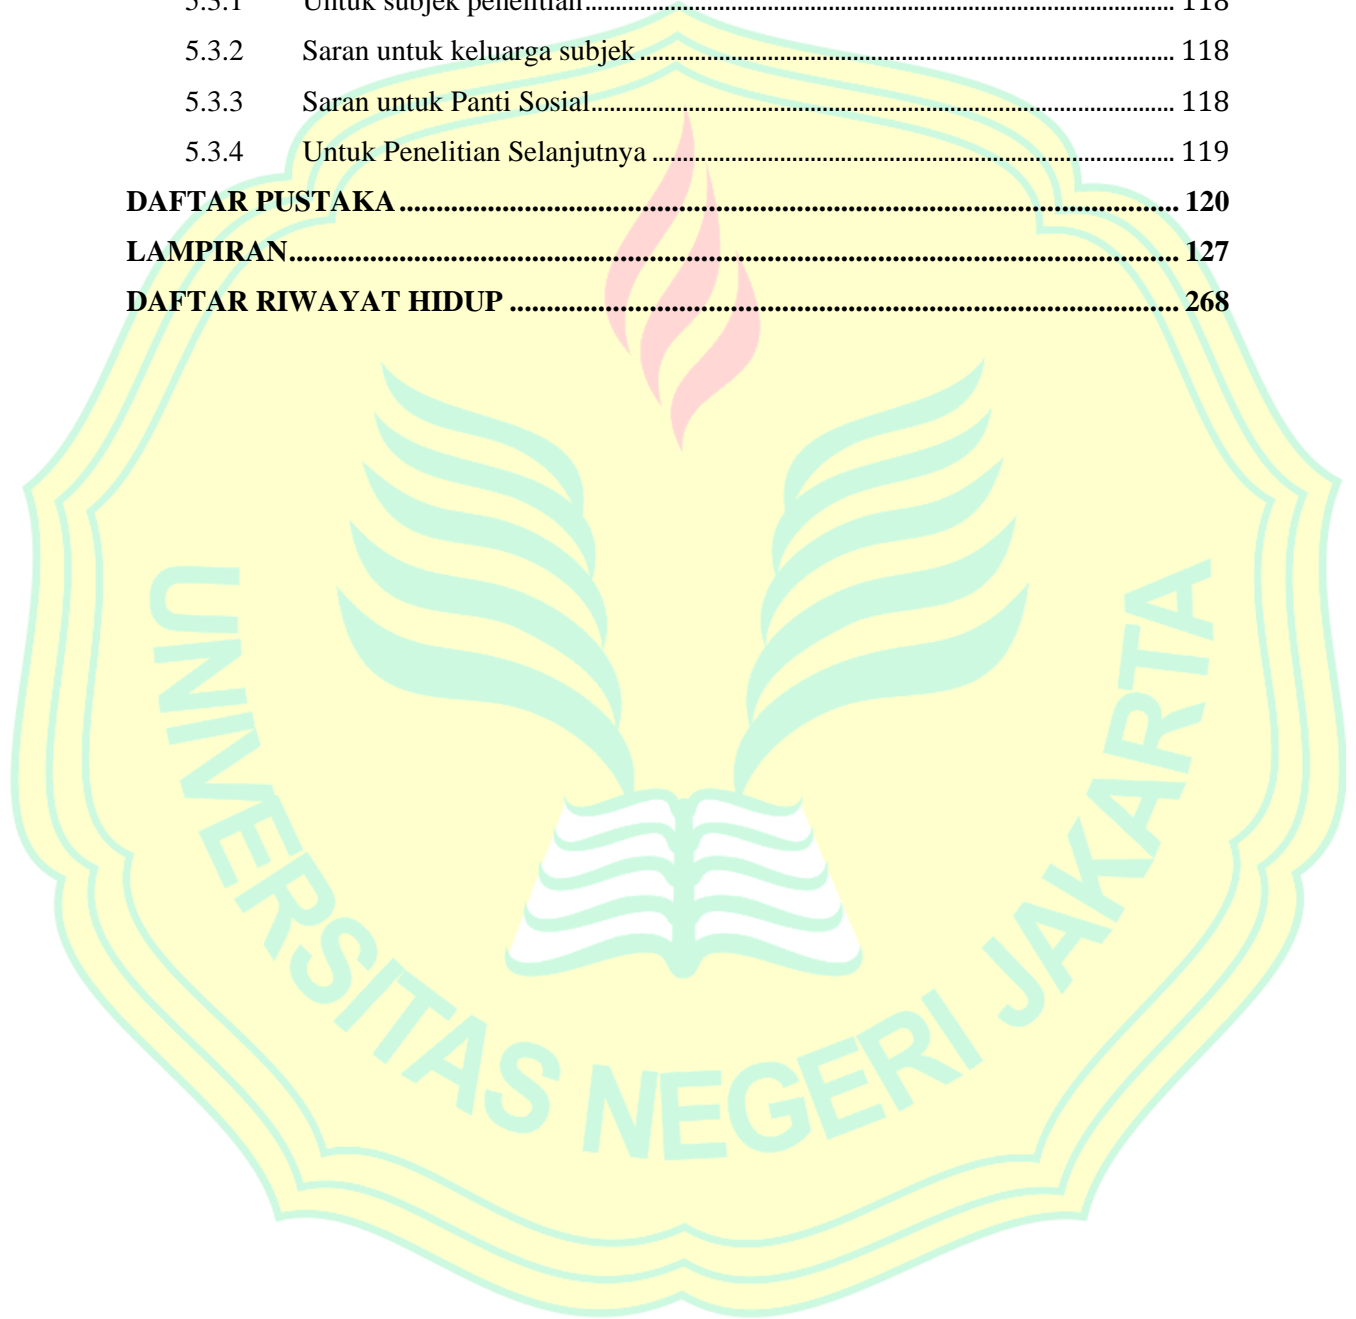 5.3.1 Untuk subjek penelitian 118
5.3.2 Saran untuk keluarga subjek 118
5.3.3 Saran untuk Panti Sosial 118
5.3.4 Untuk Penelitian Selanjutnya 119
DAFTAR PUSTAKA 120
LAMPIRAN 127
DAFTAR RIWAYAT HIDUP 268
UNIVERSITAS NEGERI JAKARTA